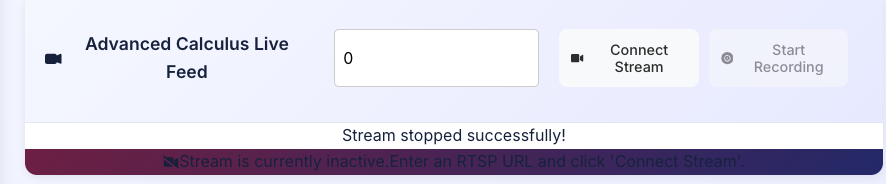 Advanced Calculus Live
Feed
0
Connect
Stream
Start
Recording
Stream stopped successfully!
Stream is currently inactive.Enter an RTSP URL and click 'Connect Stream'.